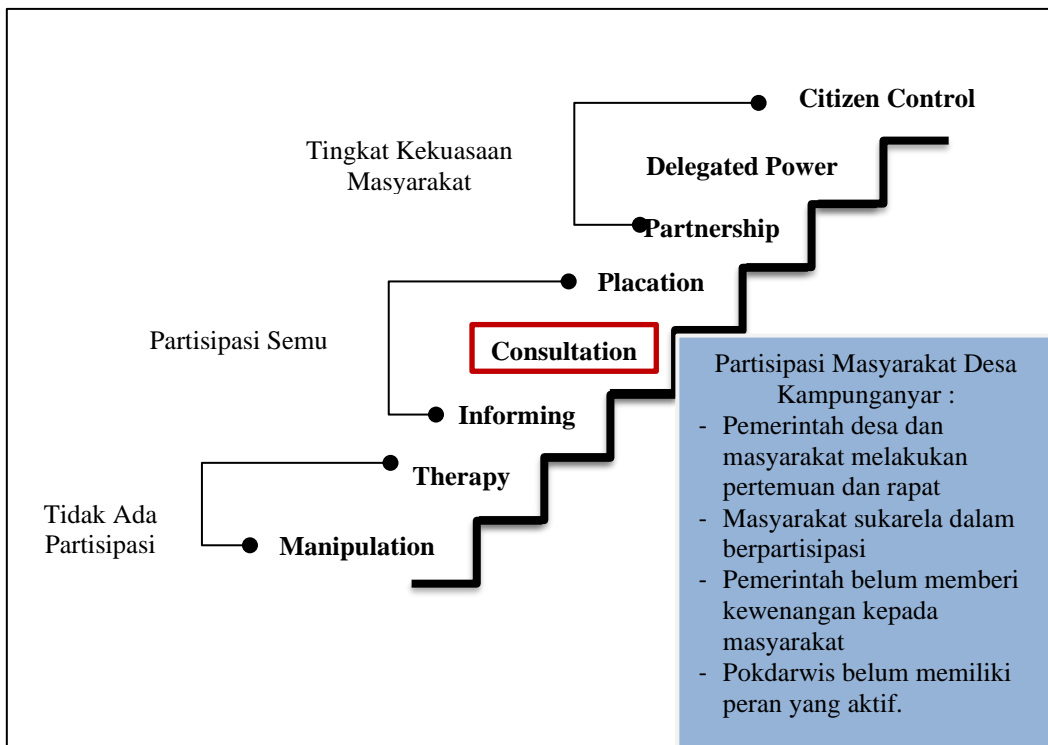 Citizen Control
Tingkat Kekuasaan
Masyarakat
Delegated Power
Partnership
Placation
Partisipasi Semu
Consultation
Informing
Therapy
Tidak Ada
Partisipasi
Manipulation
Partisipasi Masyarakat Desa
Kampunganyar :
- Pemerintah desa dan
masyarakat melakukan
pertemuan dan rapat
- Masyarakat sukarela dalam
berpartisipasi
- Pemerintah belum memberi
kewenangan kepada
masyarakat
- Pokdarwis belum memiliki
peran yang aktif.